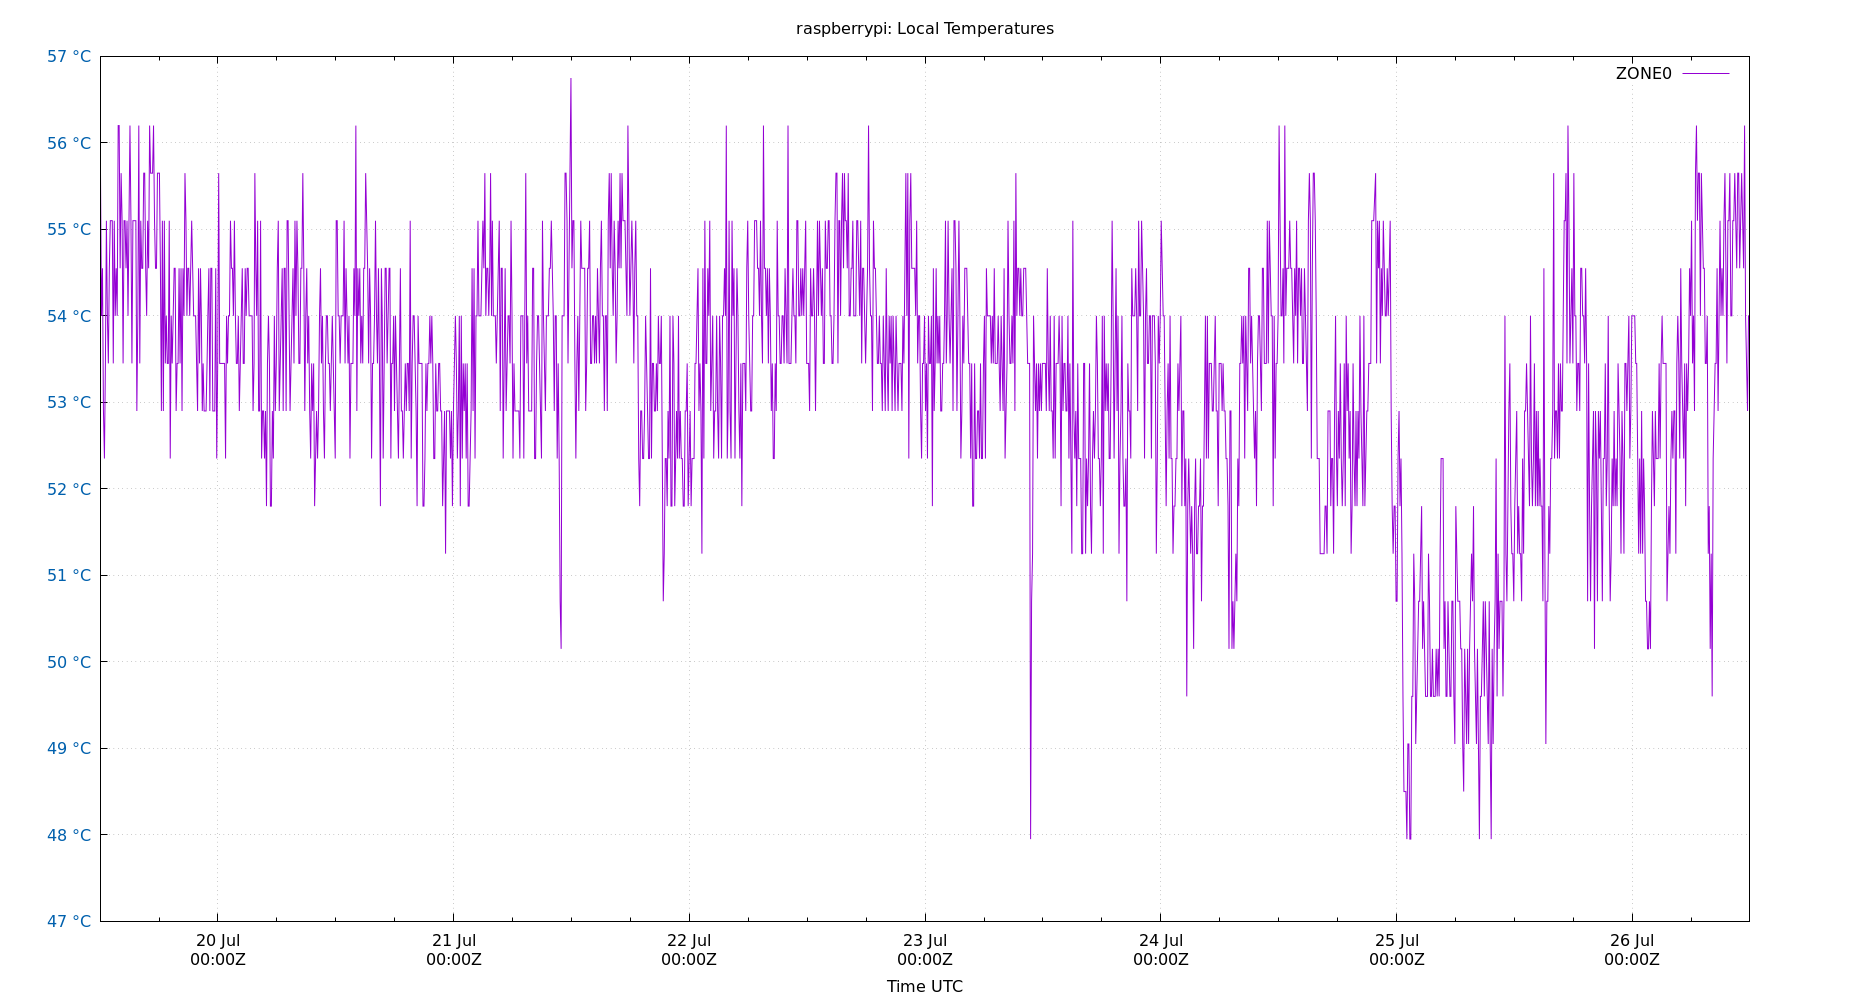 raspberrypi: Local Temperatures
57 °C
ZONE0
56 °C
55 °C
54 °C
53 °C
52 °C
51 °C
50 °C
49 °C
48 °C
47 °C
20 Jul 21 Jul 22 Jul 23 Jul 24 Jul 25 Jul 26 Jul
00:00Z 00:00Z 00:00Z 00:00Z 00:00Z 00:00Z 00:00Z
Time UTC